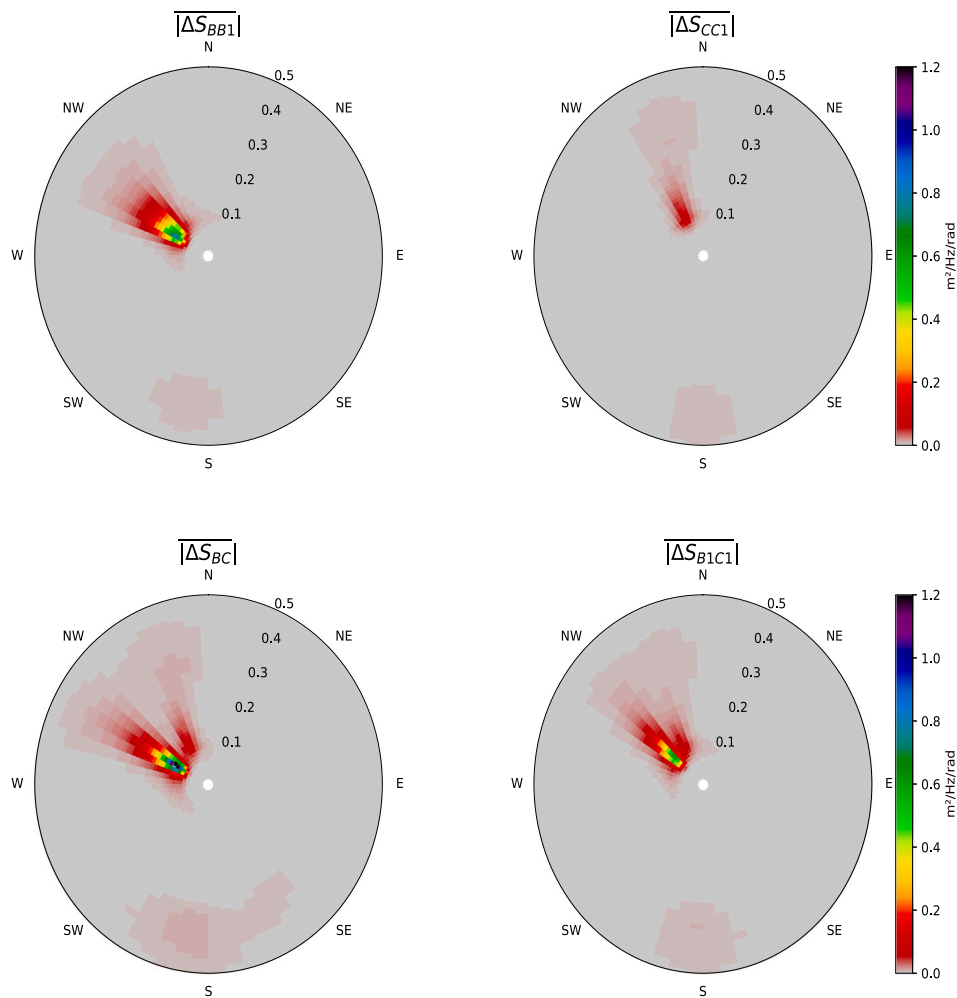 |ΔS_BB1|
N
NE
E
SE
S
SW
W
NW
0.1
0.2
0.3
0.4
0.5
|ΔS_CC1|
N
NE
E
SE
S
SW
W
NW
0.1
0.2
0.3
0.4
0.5
1.2
1.0
0.8
0.6
0.4
0.2
0.0
m²/Hz/rad
|ΔS_BC|
N
NE
E
SE
S
SW
W
NW
0.1
0.2
0.3
0.4
0.5
|ΔS_B1C1|
N
NE
E
SE
S
SW
W
NW
0.1
0.2
0.3
0.4
0.5
1.2
1.0
0.8
0.6
0.4
0.2
0.0
m²/Hz/rad